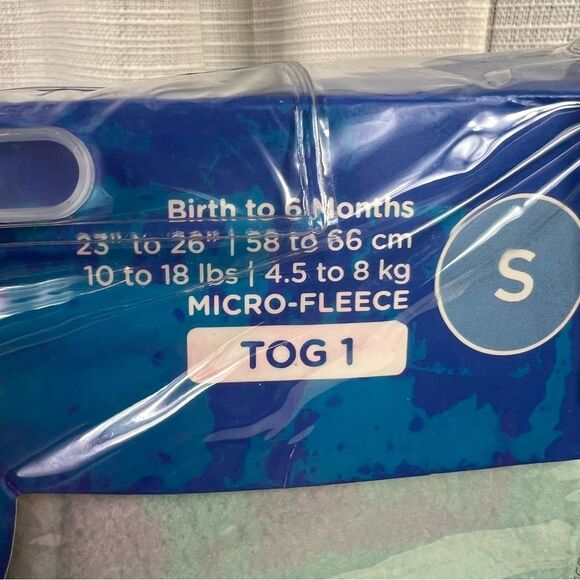 Birth to 6 Months
23" to 26" | 58 to 66 cm
10 to 18 lbs | 4.5 to 8 kg
MICRO-FLEECE
TOG 1
S